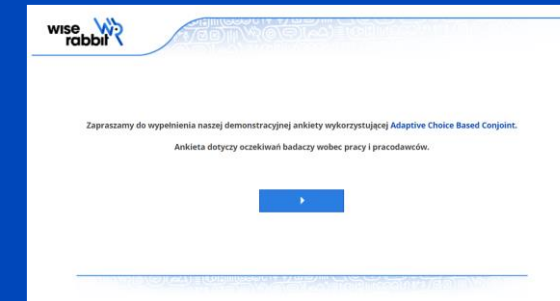 wise
rabbit
Zapraszamy do wypełnienia naszej demonstracyjnej ankiety wykorzystującej Adaptive Choice Based Conjoint.
Ankieta dotyczy oczekiwań badaczy wobec pracy i pracodawców.